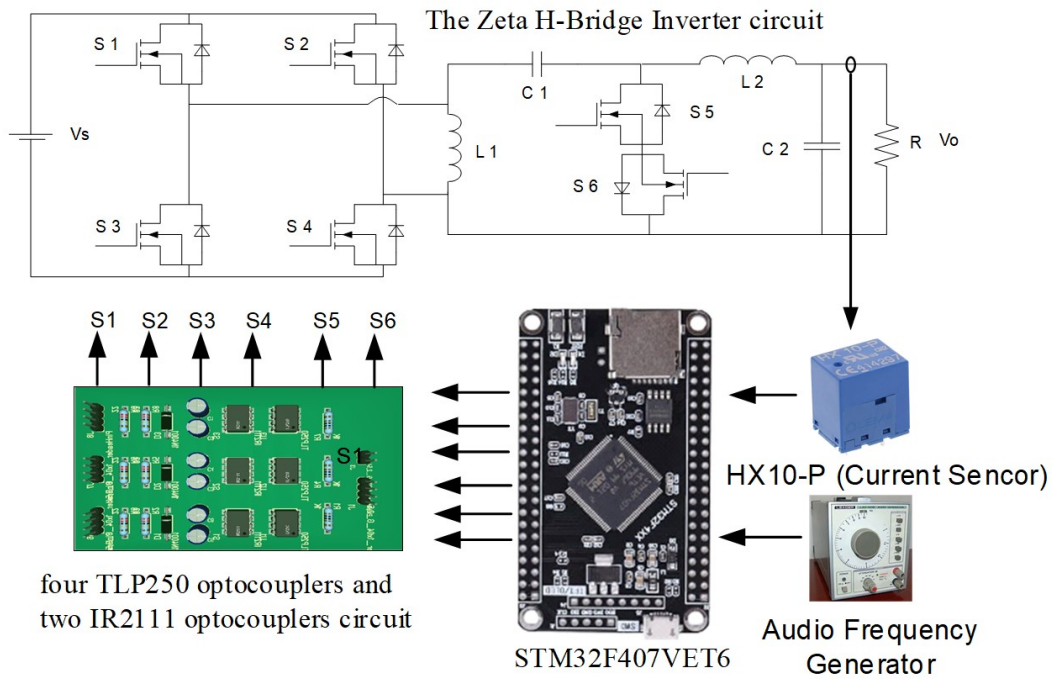 The Zeta H-Bridge Inverter circuit
S 1
S 2
C 1
L 2
S 5
Vs
L 1
C 2
R
Vo
S 6
S 3
S 4
S1
S2
S3
S4
S5
S6
HX10-P
S1
STM32F4XX
HX10-P (Current Sencor)
four TLP250 optocouplers and
two IR2111 optocouplers circuit
STM32F407VET6
Audio Frequency
Generator